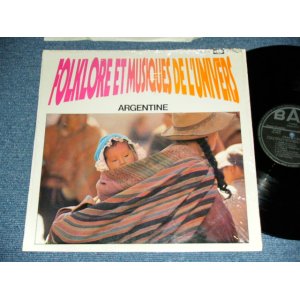 FOLKLORE ET MUSIQUES DE L'UNIVERS
ARGENTINE
BA